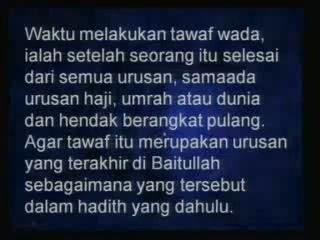 Waktu melakukan tawaf wada,
ialah setelah seorang itu selesai
dari semua urusan, samaada
urusan haji, umrah atau dunia
dan hendak berangkat pulang.
Agar tawaf itu merupakan urusan
yang terakhir di Baitullah
sebagaimana yang tersebut
dalam hadith yang dahulu.